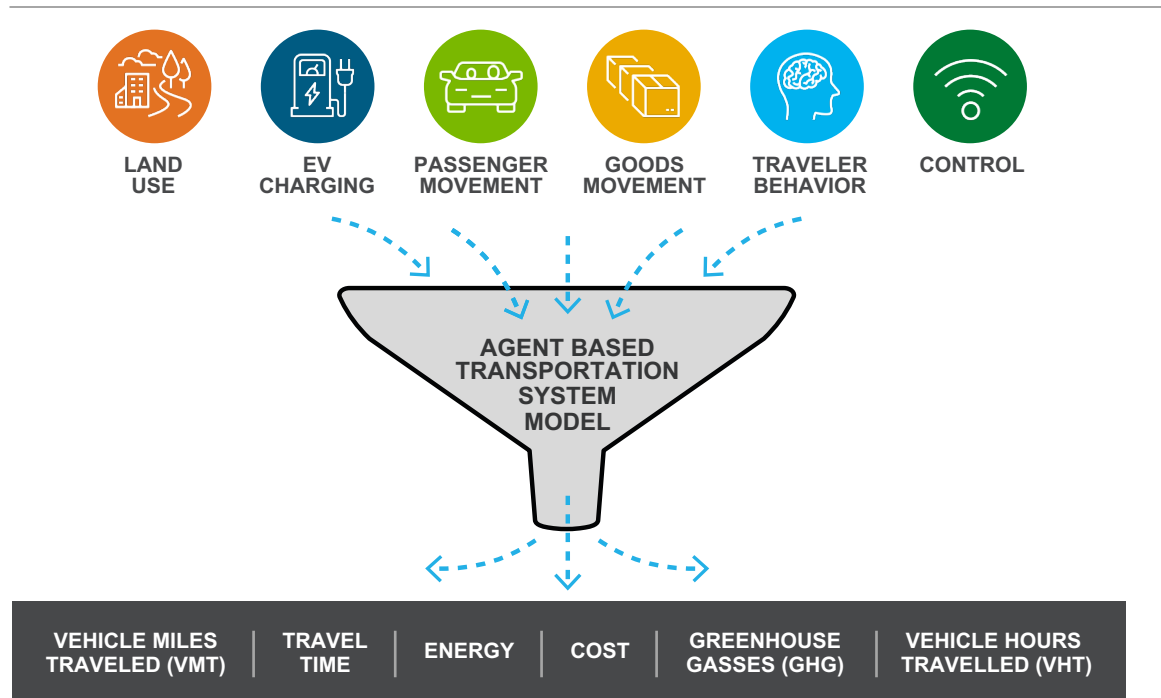 LAND
USE
EV
CHARGING
PASSENGER
MOVEMENT
GOODS
MOVEMENT
TRAVELER
BEHAVIOR
CONTROL
AGENT BASED
TRANSPORTATION
SYSTEM
MODEL
VEHICLE MILES
TRAVELED (VMT)
TRAVEL
TIME
ENERGY
COST
GREENHOUSE
GASSES (GHG)
VEHICLE HOURS
TRAVELLED (VHT)